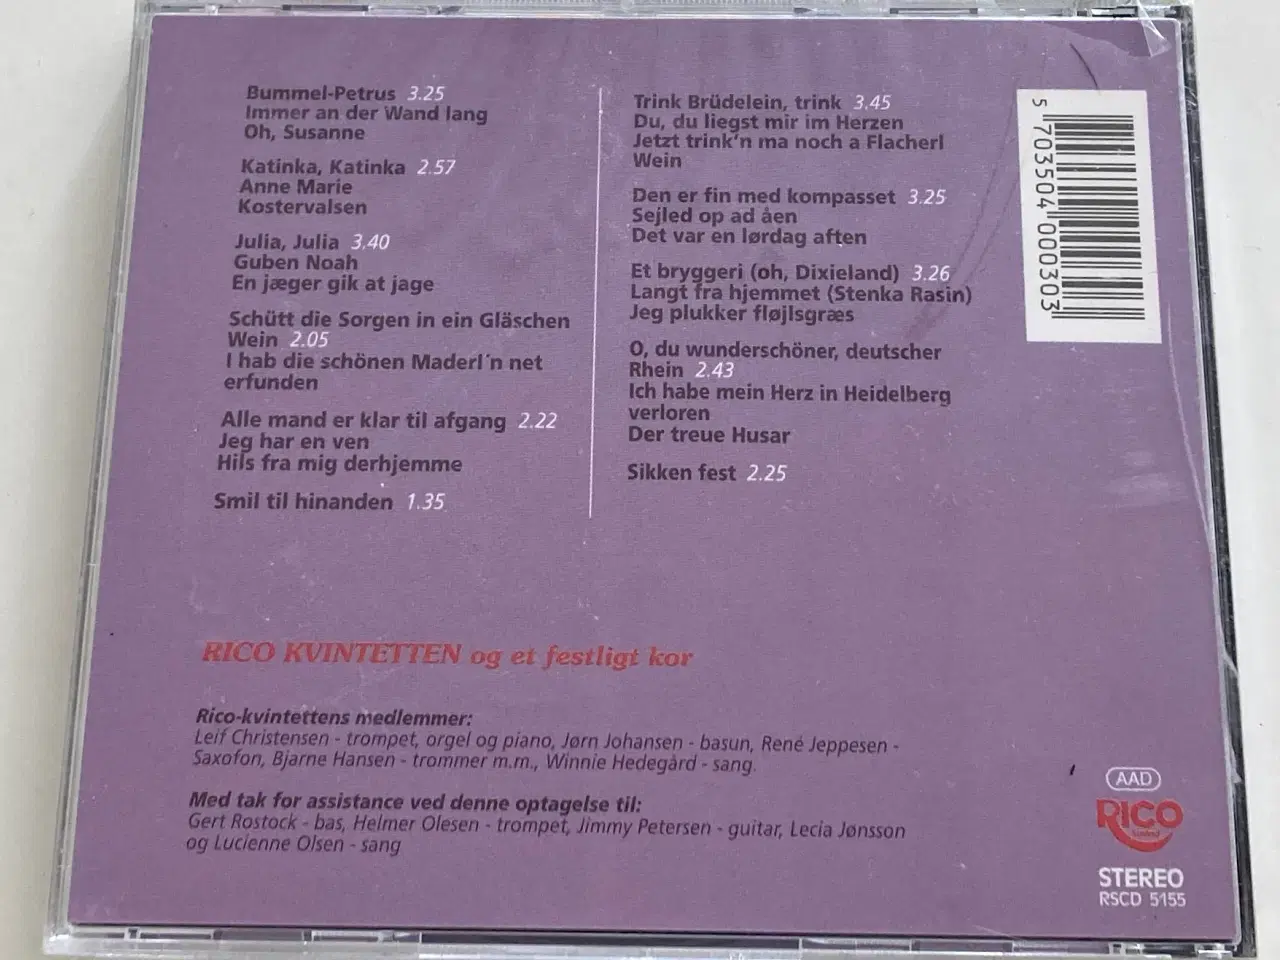 Bummel-Petrus 3.25
Immer an der Wand lang
Oh, Susanne
Katinka, Katinka 2.57
Anne Marie
Kostervalsen
Julia, Julia 3.40
Guben Noah
En jæger gik at jage
Schütt die Sorgen in ein Gläschen
Wein 2.05
I hab die schönen Maderl´n net
erfunden
Alle mand er klar til afgang 2.22
Jeg har en ven
Hils fra mig derhjemme
Smil til hinanden 1.35
Trink Brüdelein, trink 3.45
Du, du liegst mir im Herzen
Jetzt trink'n ma noch a Flacherl
Wein
Den er fin med kompasset 3.25
Sejled op ad åen
Det var en lørdag aften
Et bryggeri (oh, Dixieland) 3.26
Langt fra hjemmet (Stenka Rasin)
Jeg plukker fløjlsgræs
O, du wunderschöner, deutscher
Rhein 2.43
Ich habe mein Herz in Heidelberg
verloren
Der treue Husar
Sikken fest 2.25
5 703504 000303
RICO KVINTETTEN og et festligt kor
Rico-kvintettens medlemmer:
Leif Christensen - trompet, orgel og piano, Jørn Johansen - basun, René Jeppesen -
Saxofon, Bjarne Hansen - trommer m.m., Winnie Hedegård - sang.
Med tak for assistance ved denne optagelse til:
Gert Rostock - bas, Helmer Olesen - trompet, Jimmy Petersen - guitar, Lecia Jønsson
og Lucienne Olsen - sang
AAD
RICO
STEREO
RSCD 5155